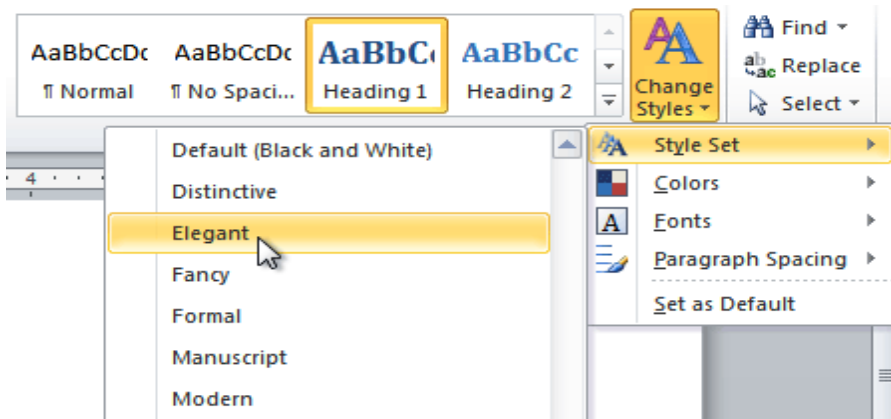 AaBbCcDc AaBbCcDc AaBbC AaBbCc
¶ Normal ¶ No Spaci... Heading 1 Heading 2
Change
Styles
Find
Replace
Select
Style Set
Colors
Fonts
Paragraph Spacing
Set as Default
4
Default (Black and White)
Distinctive
Elegant
Fancy
Formal
Manuscript
Modern